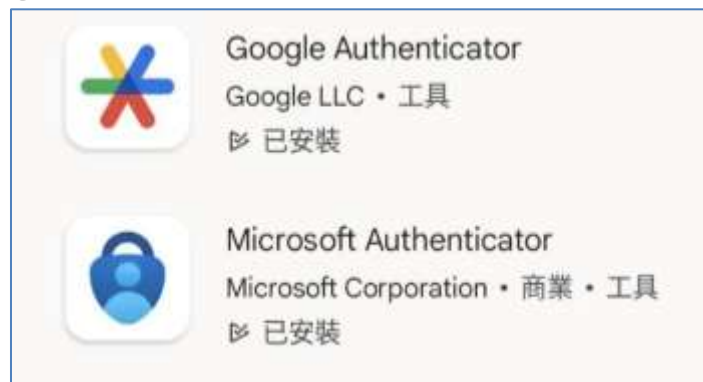 Google Authenticator
Google LLC • 工具
已安裝
Microsoft Authenticator
Microsoft Corporation • 商業 • 工具
已安裝